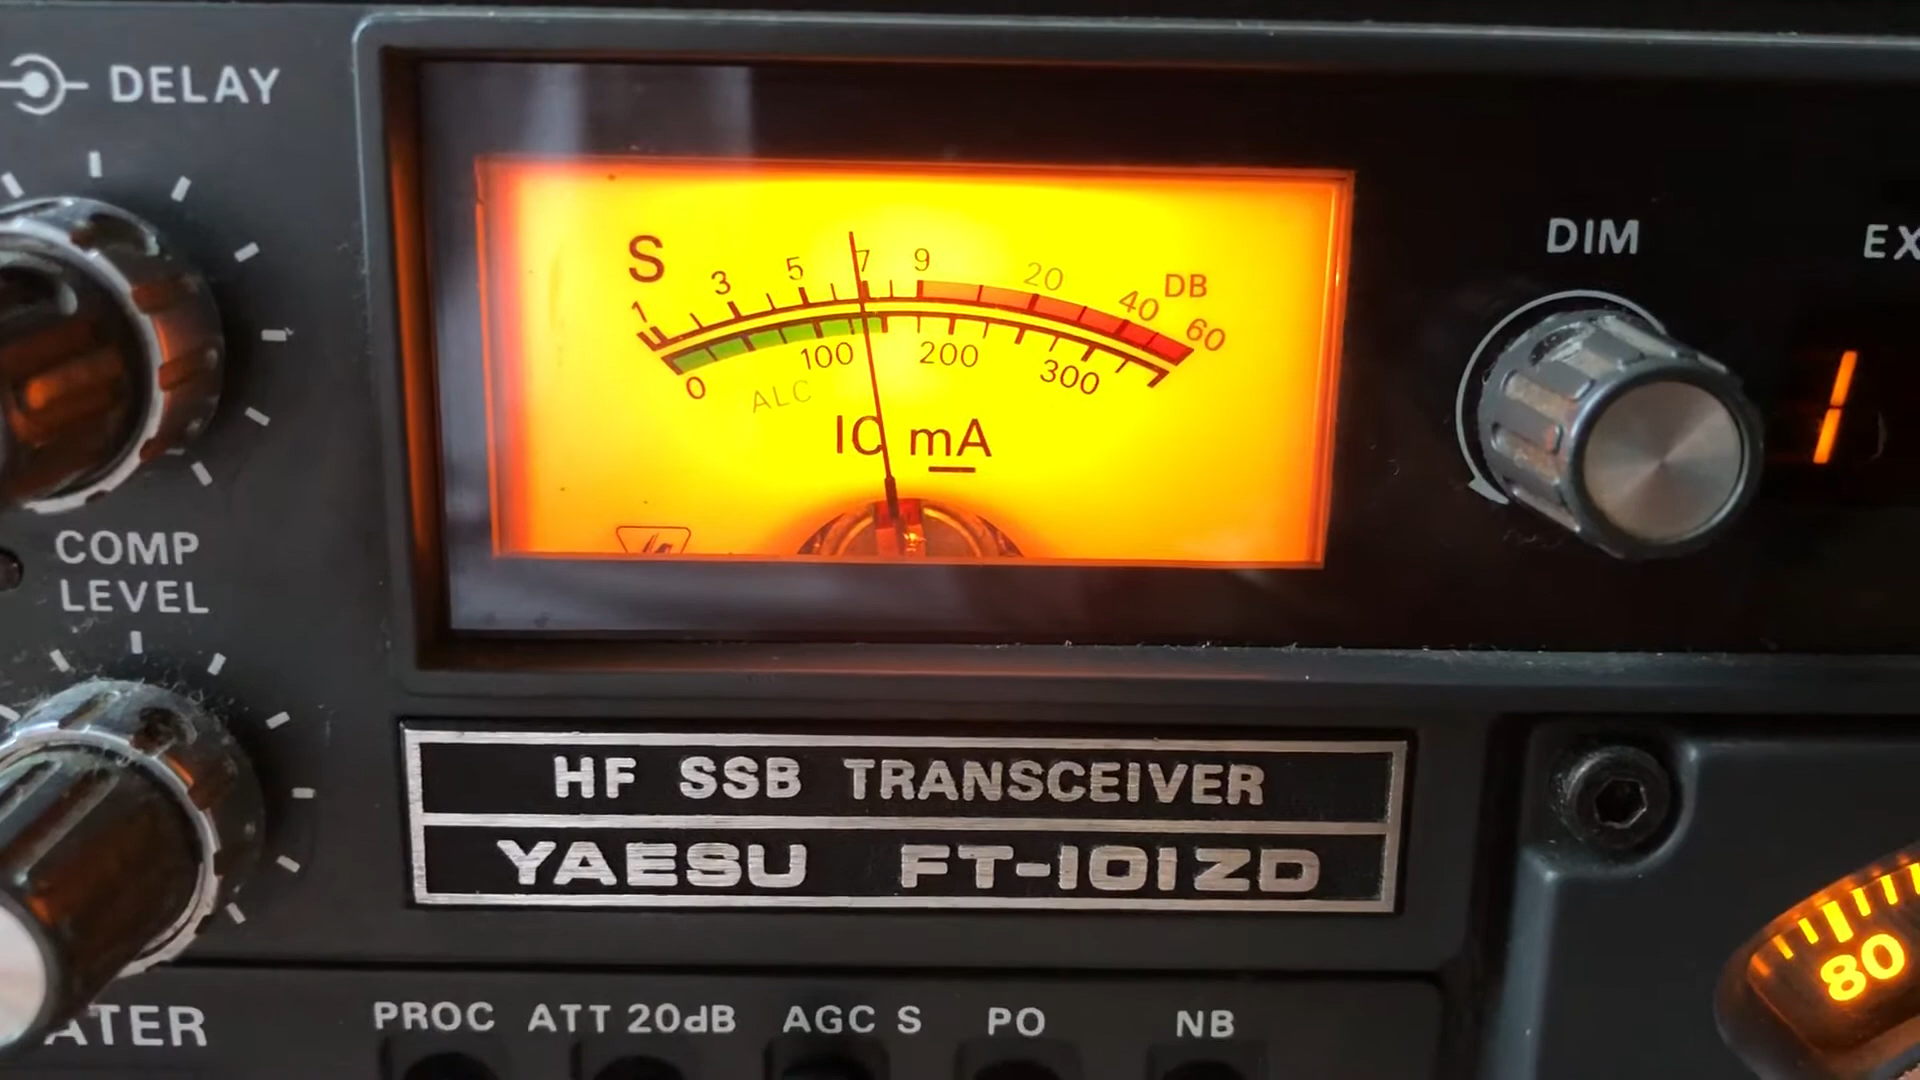 DELAY
DIM
S
1 3 5 7 9 20 40 60 DB
0 100 200 300
ALC
IC mA
COMP
LEVEL
HF SSB TRANSCEIVER
YAESU FT-101ZD
80
PROC ATT 20dB AGC S PO NB